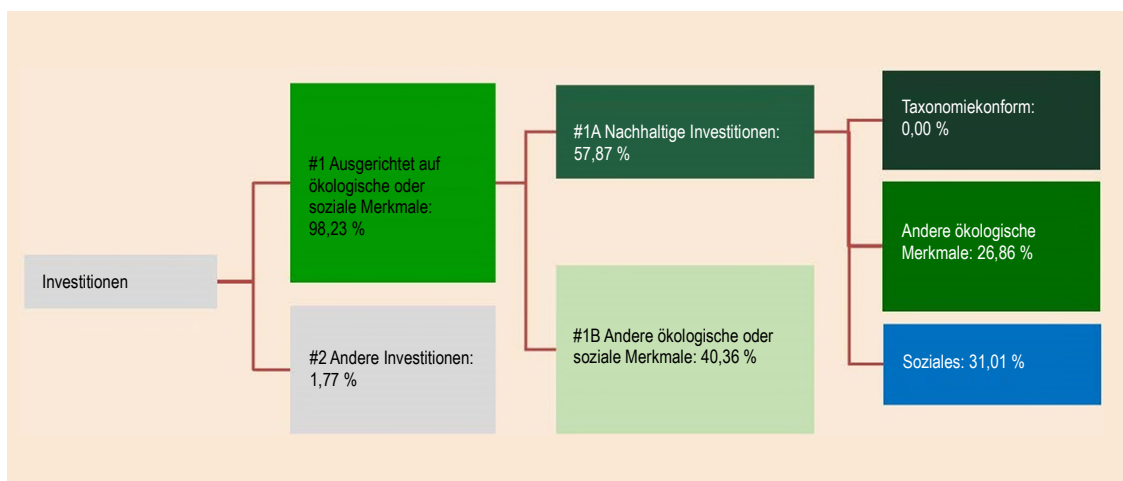 Investitionen
#1 Ausgerichtet auf
ökologische oder
soziale Merkmale:
98,23 %
#2 Andere Investitionen:
1,77 %
#1A Nachhaltige Investitionen:
57,87 %
#1B Andere ökologische oder
soziale Merkmale: 40,36 %
Taxonomiekonform:
0,00 %
Andere ökologische
Merkmale: 26,86 %
Soziales: 31,01 %